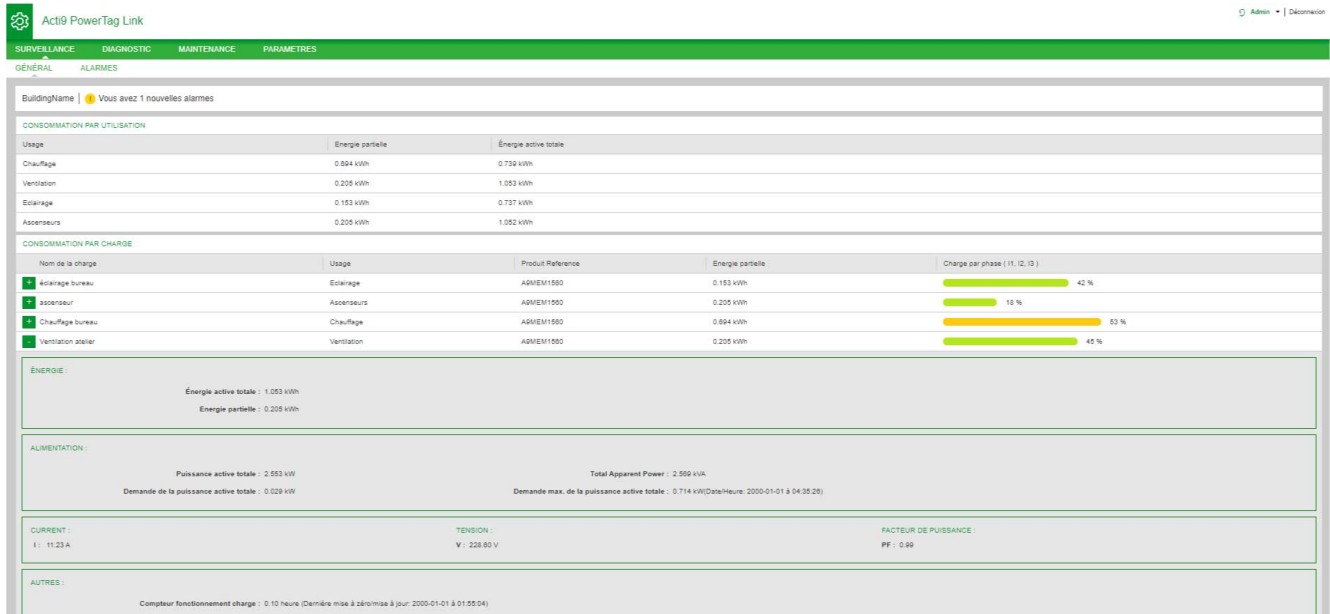 Acti9 PowerTag Link
Admin | Déconnexion
SURVEILLANCE DIAGNOSTIC MAINTENANCE PARAMETRES
GÉNÉRAL ALARMES
BuildingName | Vous avez 1 nouvelles alarmes
CONSOMMATION PAR UTILISATION
Usage Energie partielle Énergie active totale
Chauffage 0.694 kWh 0.739 kWh
Ventilation 0.205 kWh 1.053 kWh
Eclairage 0.153 kWh 0.737 kWh
Ascenseurs 0.205 kWh 1.052 kWh
CONSOMMATION PAR CHARGE
Nom de la charge Usage Produit Reference Energie partielle Charge par phase ( I1, I2, I3 )
+ éclairage bureau Eclairage A9MEM1560 0.153 kWh 42 %
+ ascenseur Ascenseurs A9MEM1560 0.205 kWh 18 %
+ Chauffage bureau Chauffage A9MEM1560 0.694 kWh 53 %
- Ventilation atelier Ventilation A9MEM1560 0.205 kWh 45 %
ÉNERGIE :
Énergie active totale : 1.053 kWh
Energie partielle : 0.205 kWh
ALIMENTATION :
Puissance active totale : 2.553 kW Total Apparent Power : 2.569 kVA
Demande de la puissance active totale : 0.029 kW Demande max. de la puissance active totale : 0.714 kW(Date/Heure: 2000-01-01 à 04:35:26)
CURRENT : TENSION : FACTEUR DE PUISSANCE :
I : 11.23 A V : 228.60 V PF : 0.99
AUTRES :
Compteur fonctionnement charge : 0.10 heure (Dernière mise à zéro/mise à jour: 2000-01-01 à 01:55:04)